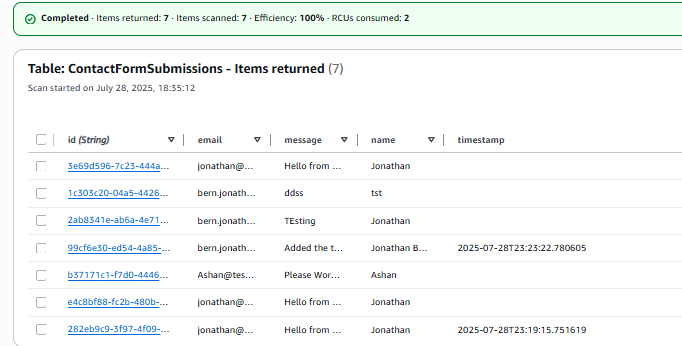 Completed · Items returned: 7 · Items scanned: 7 · Efficiency: 100% · RCUs consumed: 2
Table: ContactFormSubmissions - Items returned (7)
Scan started on July 28, 2025, 18:35:12
id (String) email message name timestamp
3e69d596-7c23-444a... jonathan@... Hello from ... Jonathan
1c303c20-04a5-4426... bern.jonath... ddss tst
2ab8341e-ab6a-4e71... bern.jonath... TEsting Jonathan
99cf6e30-ed54-4a85-... bern.jonath... Added the t... Jonathan B... 2025-07-28T23:23:22.780605
b37171c1-f7d0-4446... Ashan@tes... Please Wor... Ashan
e4c8bf88-fc2b-480b-... jonathan@... Hello from ... Jonathan
282eb9c9-3f97-4f09-... jonathan@... Hello from ... Jonathan 2025-07-28T23:19:15.751619